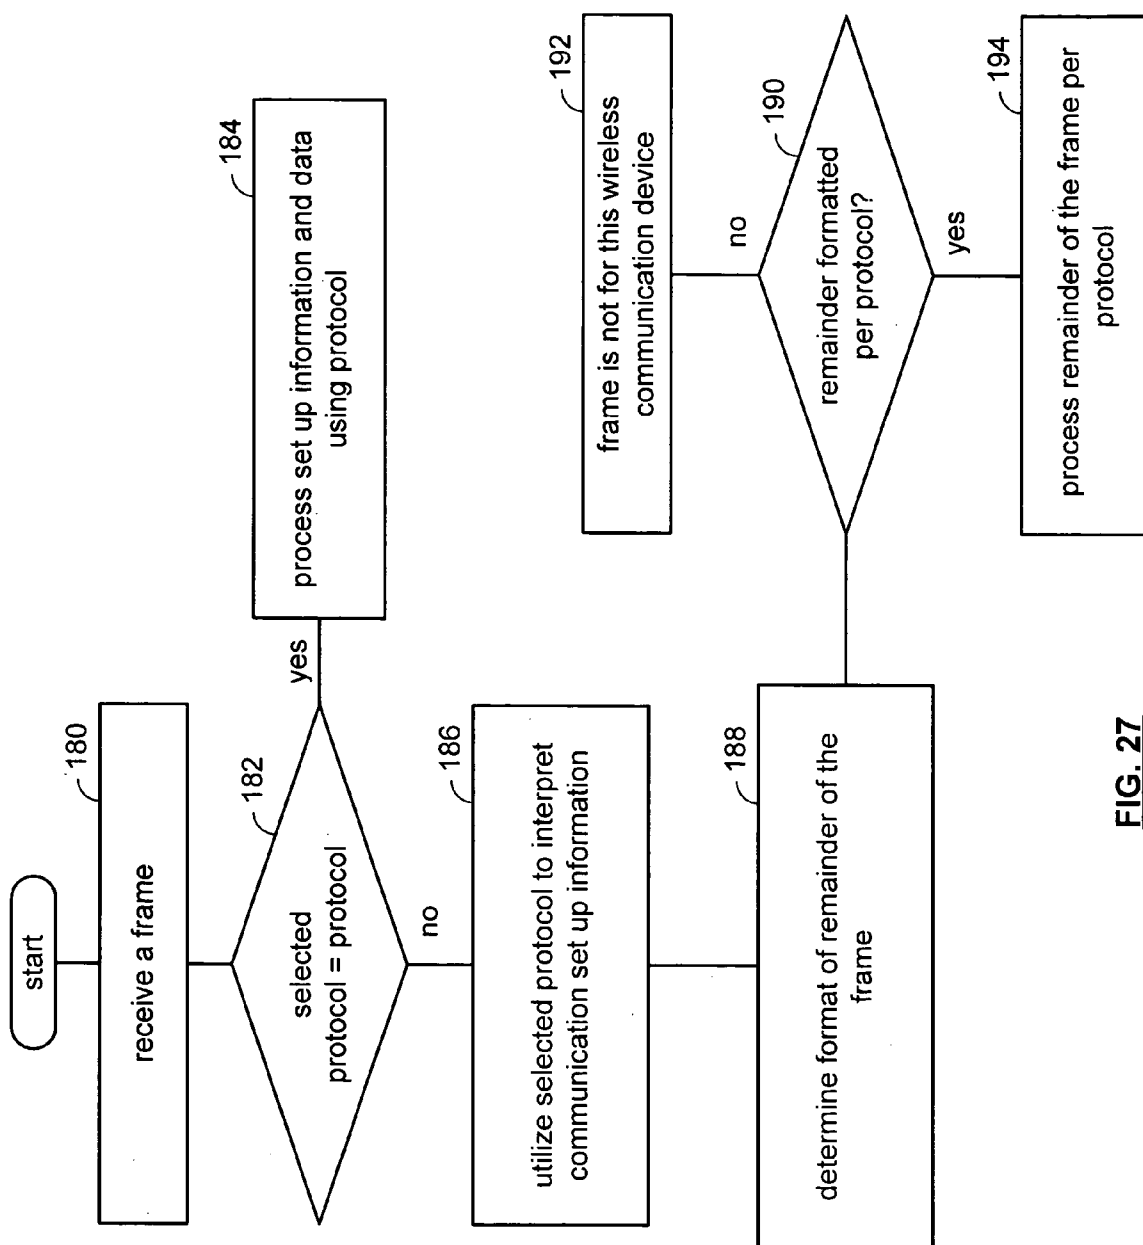 start
receive a frame
180
selected
protocol = protocol
182
yes
process set up information and data
using protocol
184
no
utilize selected protocol to interpret
communication set up information
186
determine format of remainder of the
frame
188
remainder formatted
per protocol?
190
no
frame is not for this wireless
communication device
192
yes
process remainder of the frame per
protocol
194
FIG. 27